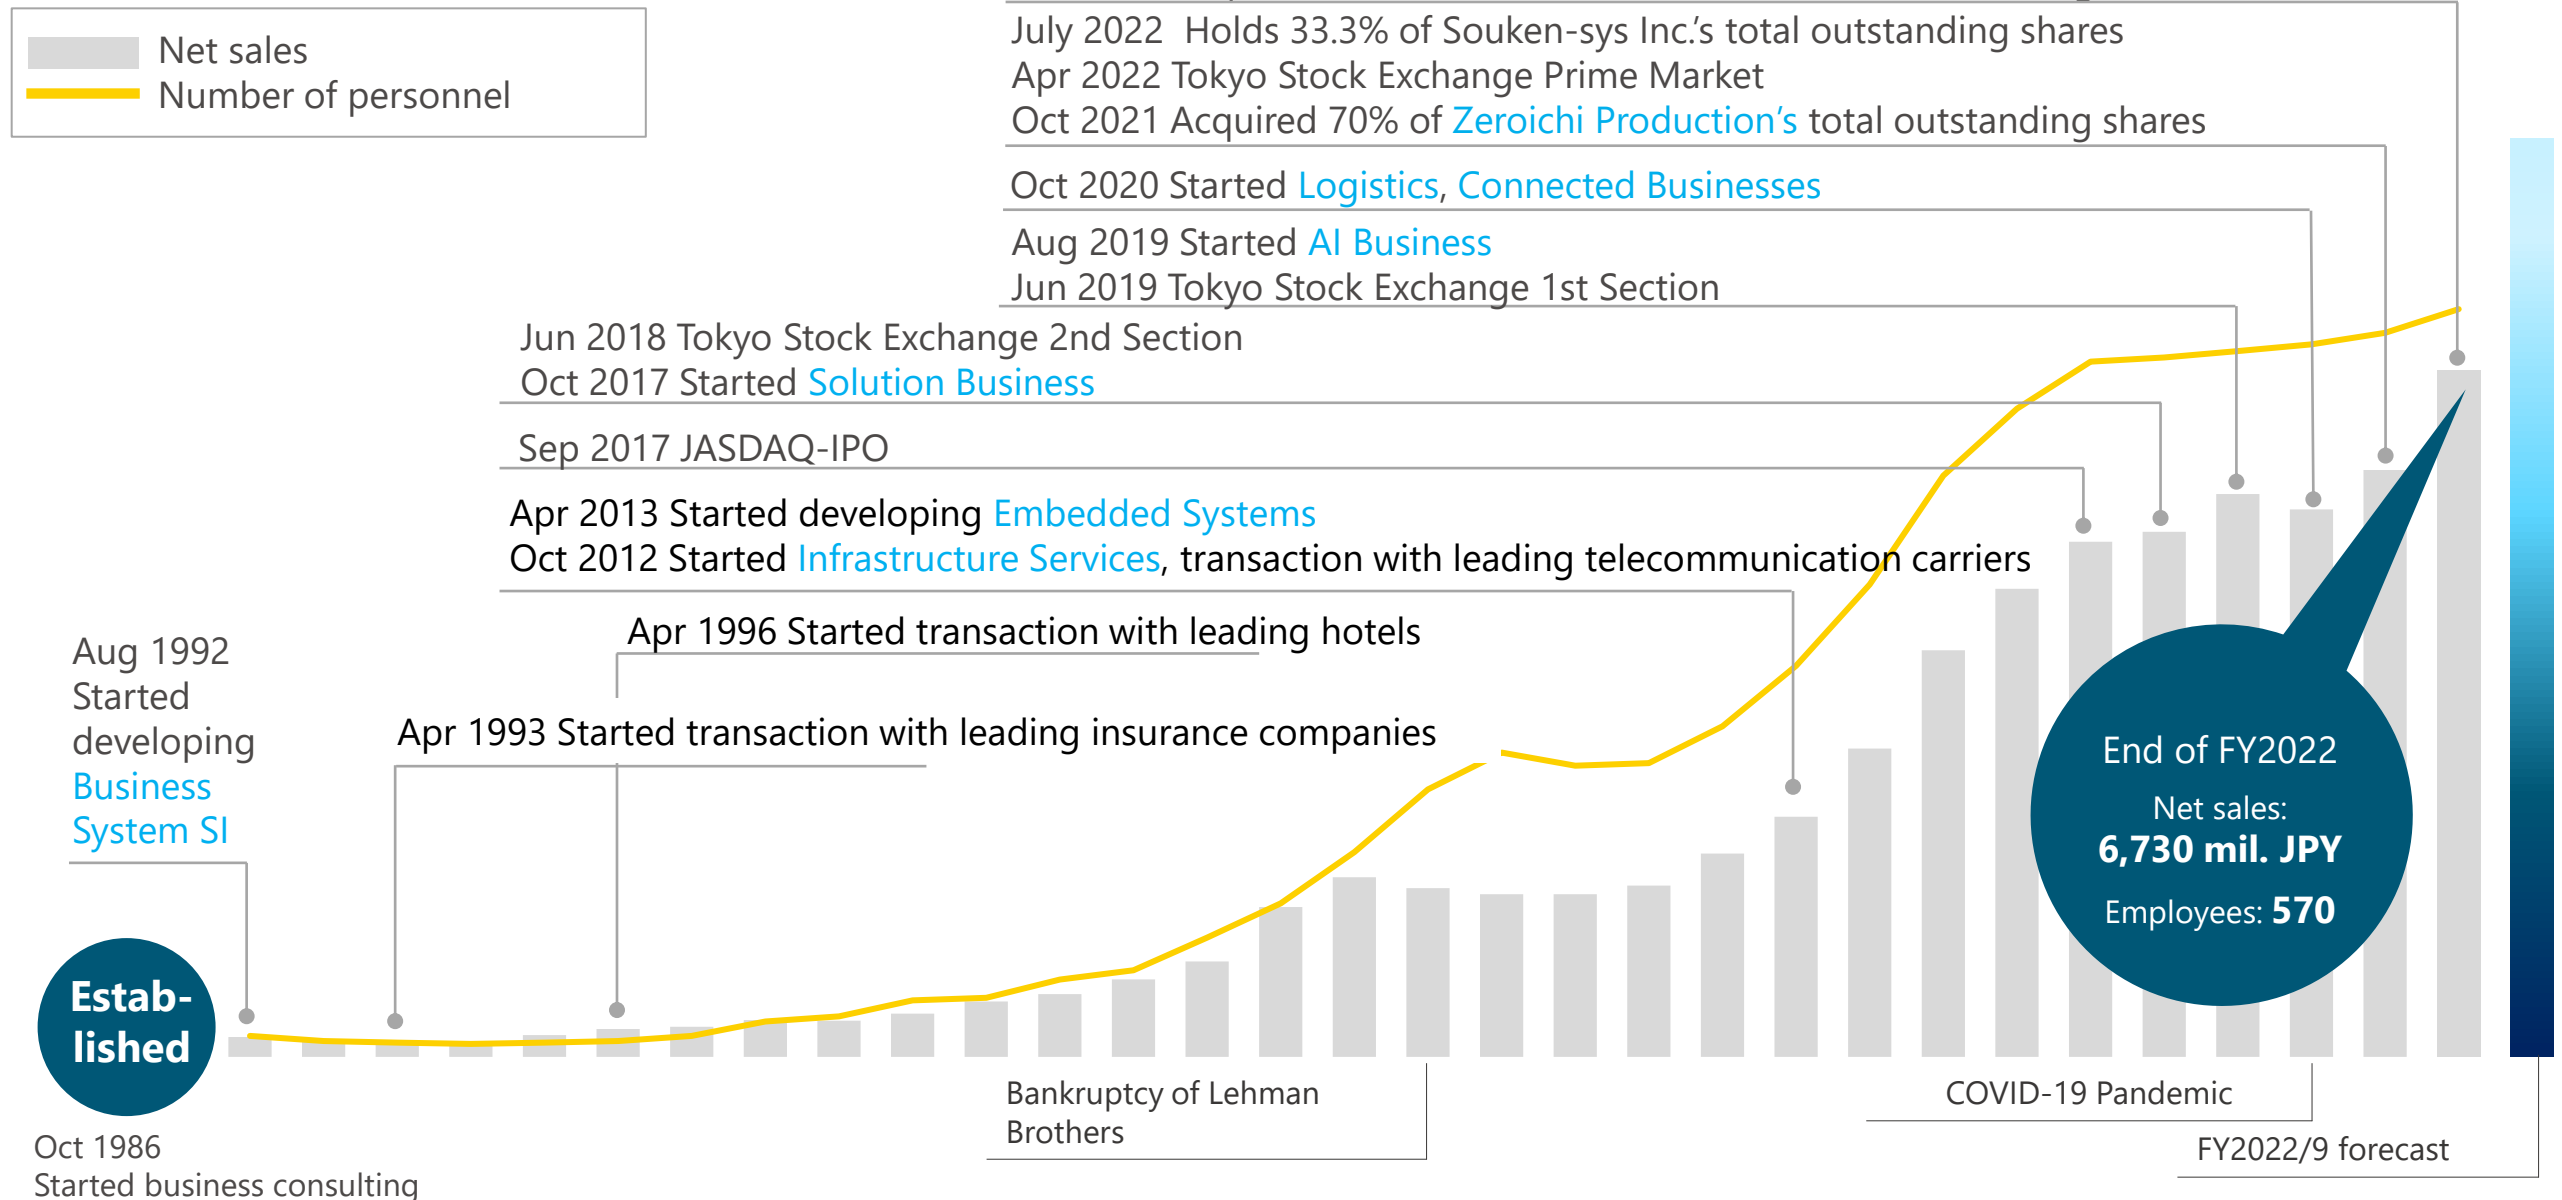 Net sales
Number of personnel
July 2022 Holds 33.3% of Souken-sys Inc.'s total outstanding shares
Apr 2022 Tokyo Stock Exchange Prime Market
Oct 2021 Acquired 70% of Zeroichi Production's total outstanding shares
Oct 2020 Started Logistics, Connected Businesses
Aug 2019 Started AI Business
Jun 2019 Tokyo Stock Exchange 1st Section
Jun 2018 Tokyo Stock Exchange 2nd Section
Oct 2017 Started Solution Business
Sep 2017 JASDAQ-IPO
Apr 2013 Started developing Embedded Systems
Oct 2012 Started Infrastructure Services, transaction with leading telecommunication carriers
Apr 1996 Started transaction with leading hotels
Apr 1993 Started transaction with leading insurance companies
Aug 1992
Started
developing
Business
System SI
Estab-
lished
Oct 1986
Started business consulting
End of FY2022
Net sales:
6,730 mil. JPY
Employees: 570
Bankruptcy of Lehman
Brothers
COVID-19 Pandemic
FY2022/9 forecast